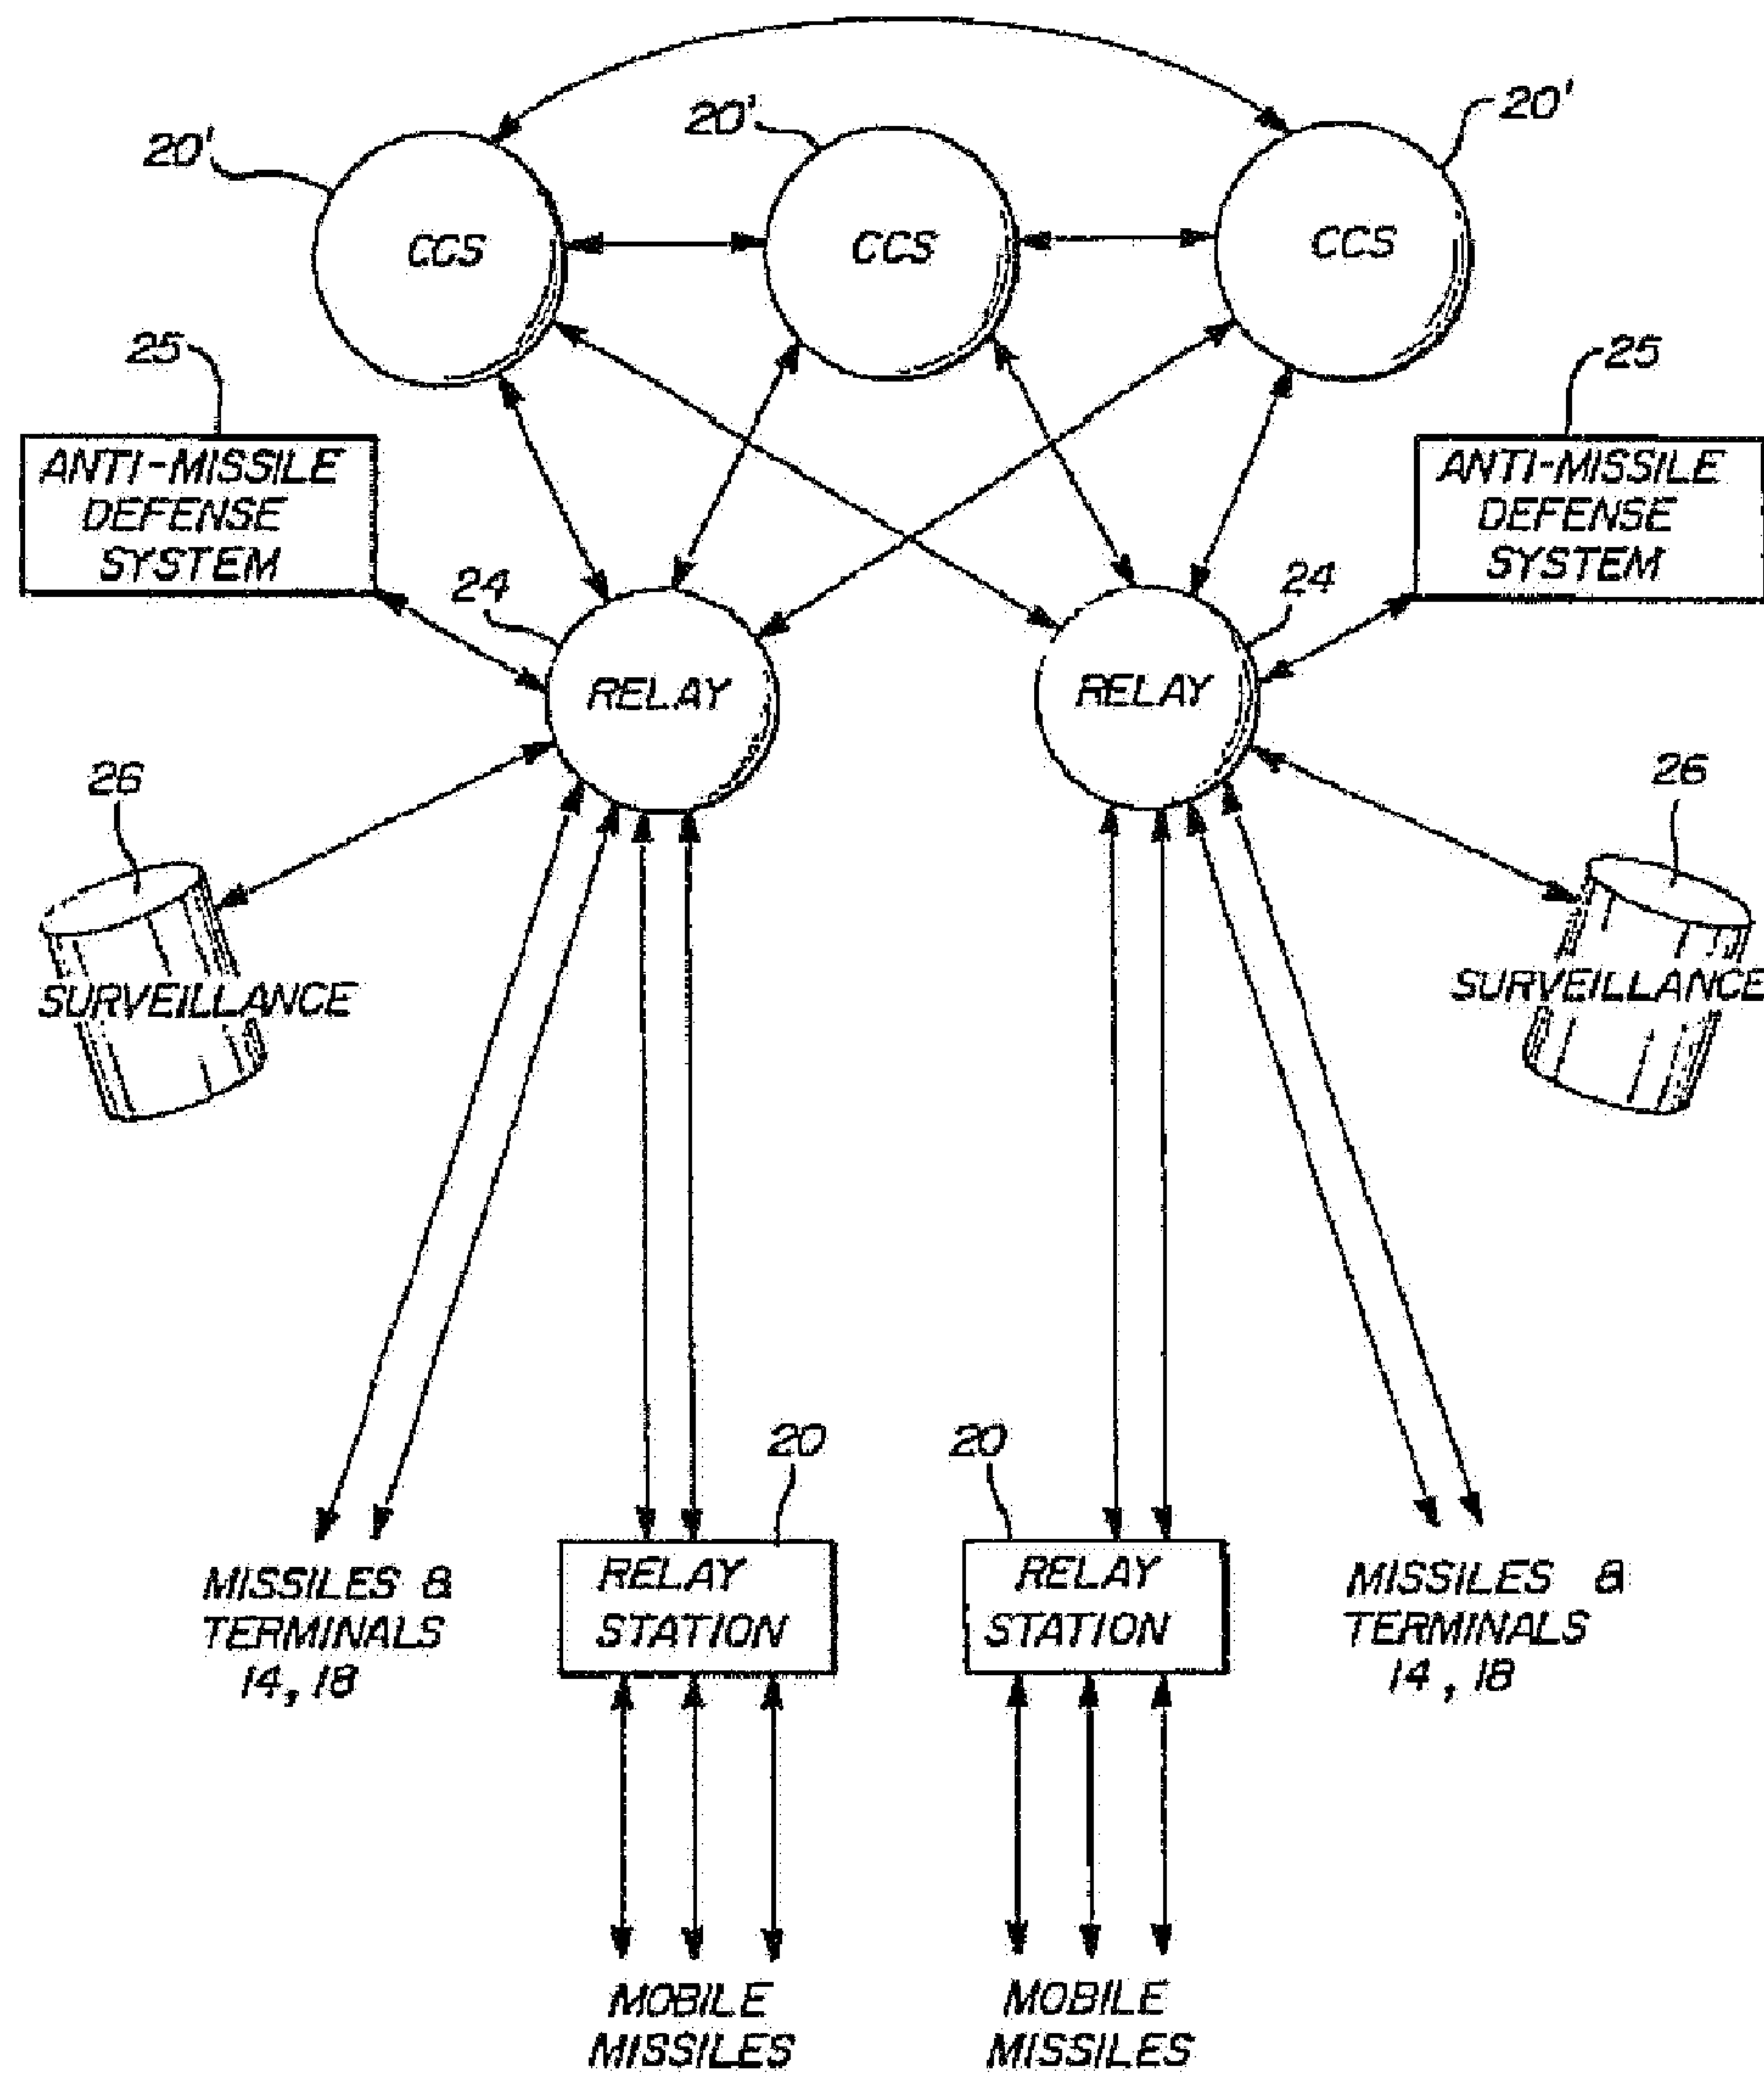 20'
20'
20'
CCS
CCS
CCS
25
25
ANTI-MISSILE
DEFENSE
SYSTEM
ANTI-MISSILE
DEFENSE
SYSTEM
24
24
RELAY
RELAY
26
26
SURVEILLANCE
SURVEILLANCE
20
20
MISSILES &
TERMINALS
14, 18
RELAY
STATION
RELAY
STATION
MISSILES &
TERMINALS
14, 18
MOBILE
MISSILES
MOBILE
MISSILES